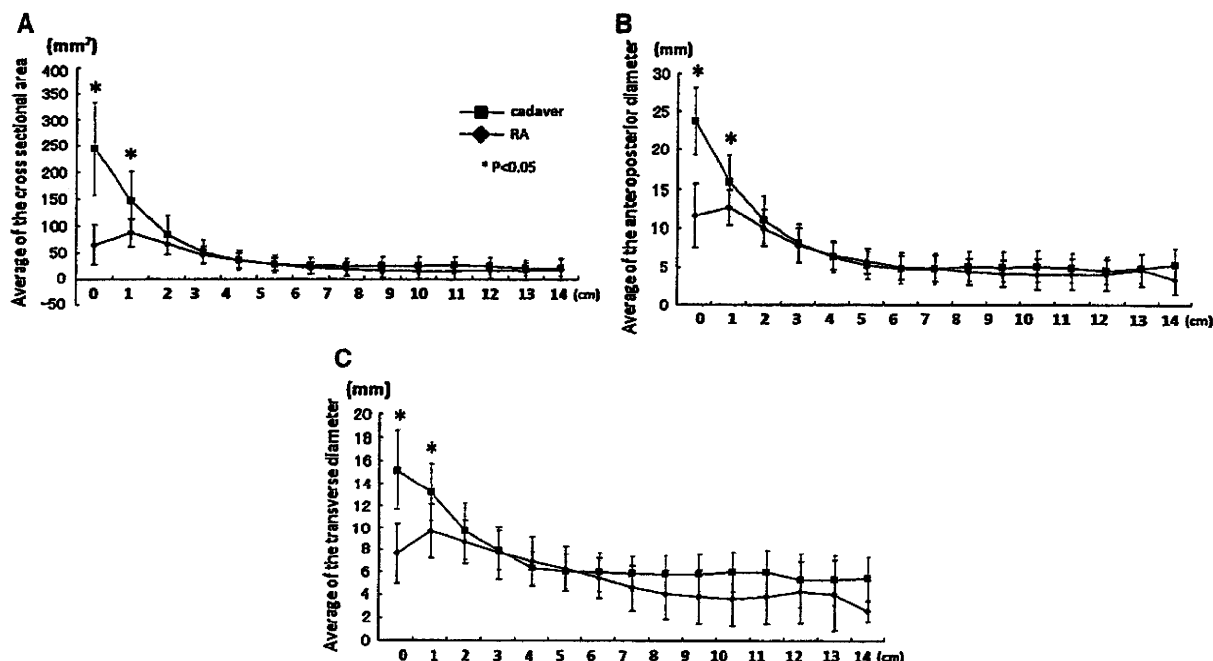 A
(mm²)
Average of the cross sectional area
400
350
300
250
200
150
100
50
0
-50
*
*
cadaver
RA
* P<0.05
0 1 2 3 4 5 6 7 8 9 10 11 12 13 14 (cm)
B
(mm)
Average of the anteroposterior diameter
30
25
20
15
10
5
0
*
*
0 1 2 3 4 5 6 7 8 9 10 11 12 13 14 (cm)
C
(mm)
Average of the transverse diameter
20
18
16
14
12
10
8
6
4
2
0
*
*
0 1 2 3 4 5 6 7 8 9 10 11 12 13 14 (cm)